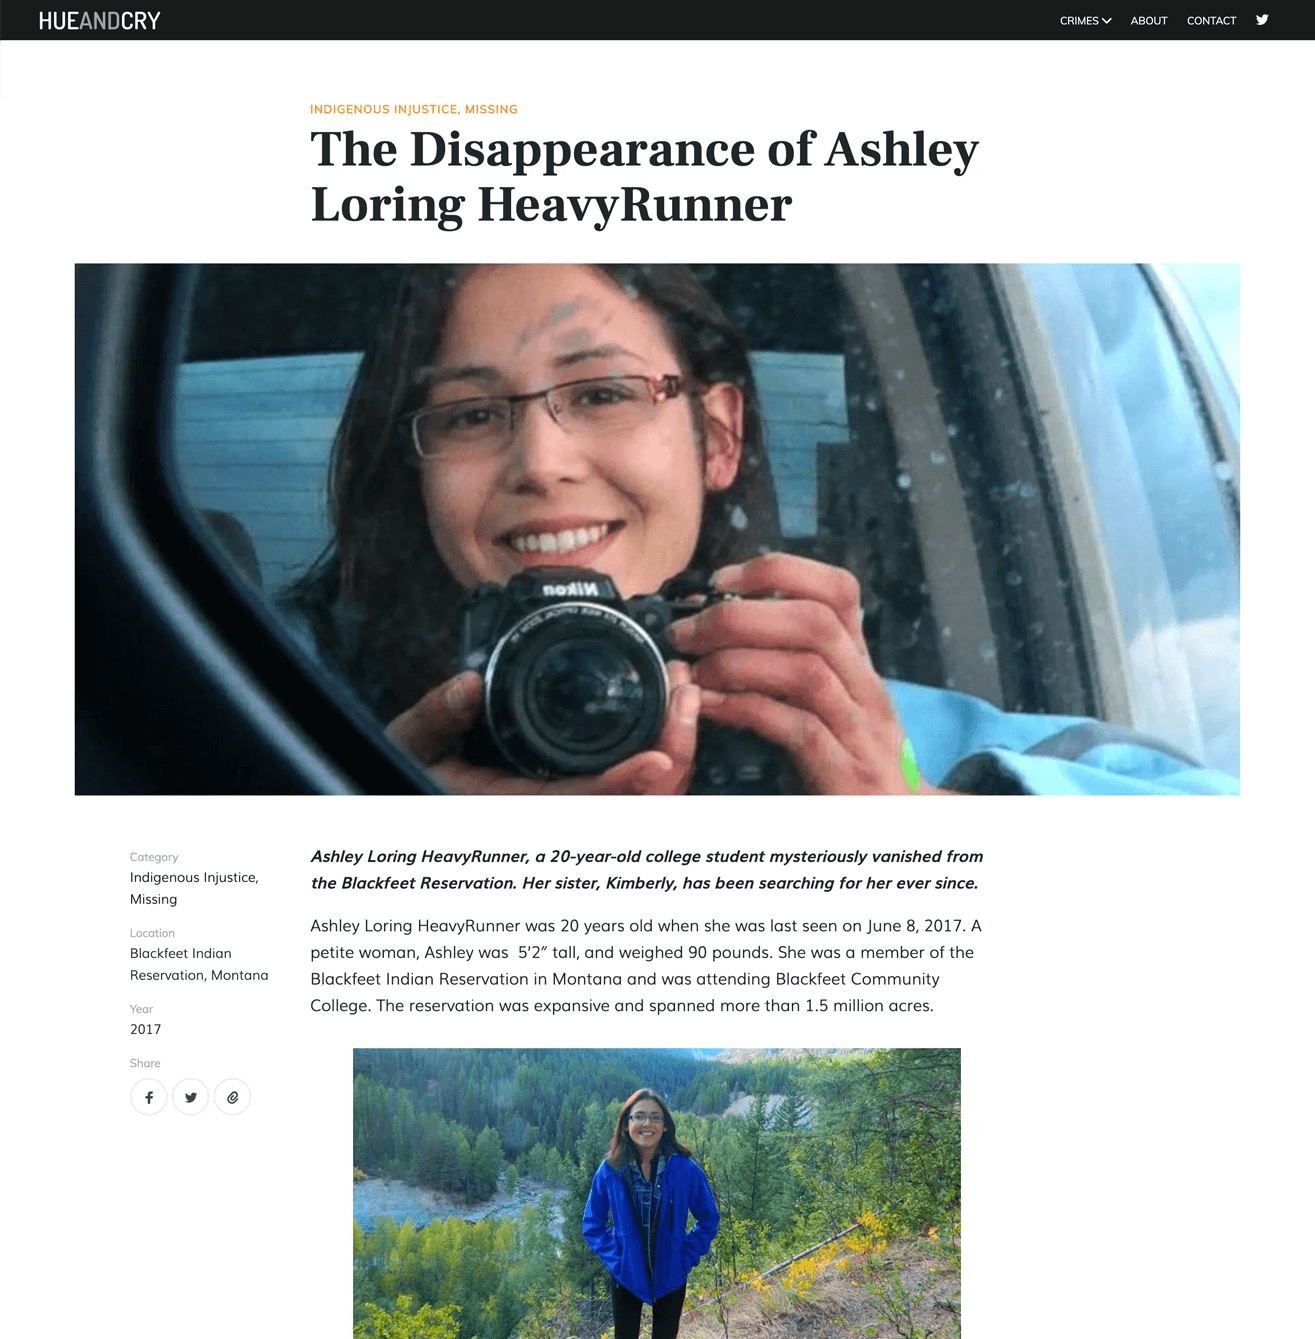 HUEANDCRY
CRIMES
ABOUT
CONTACT
INDIGENOUS INJUSTICE, MISSING
The Disappearance of Ashley
Loring HeavyRunner
Nikon
Category
Indigenous Injustice,
Missing
Location
Blackfeet Indian
Reservation, Montana
Year
2017
Share
Ashley Loring HeavyRunner, a 20-year-old college student mysteriously vanished from
the Blackfeet Reservation. Her sister, Kimberly, has been searching for her ever since.
Ashley Loring HeavyRunner was 20 years old when she was last seen on June 8, 2017. A
petite woman, Ashley was  5′2″ tall, and weighed 90 pounds. She was a member of the
Blackfeet Indian Reservation in Montana and was attending Blackfeet Community
College. The reservation was expansive and spanned more than 1.5 million acres.